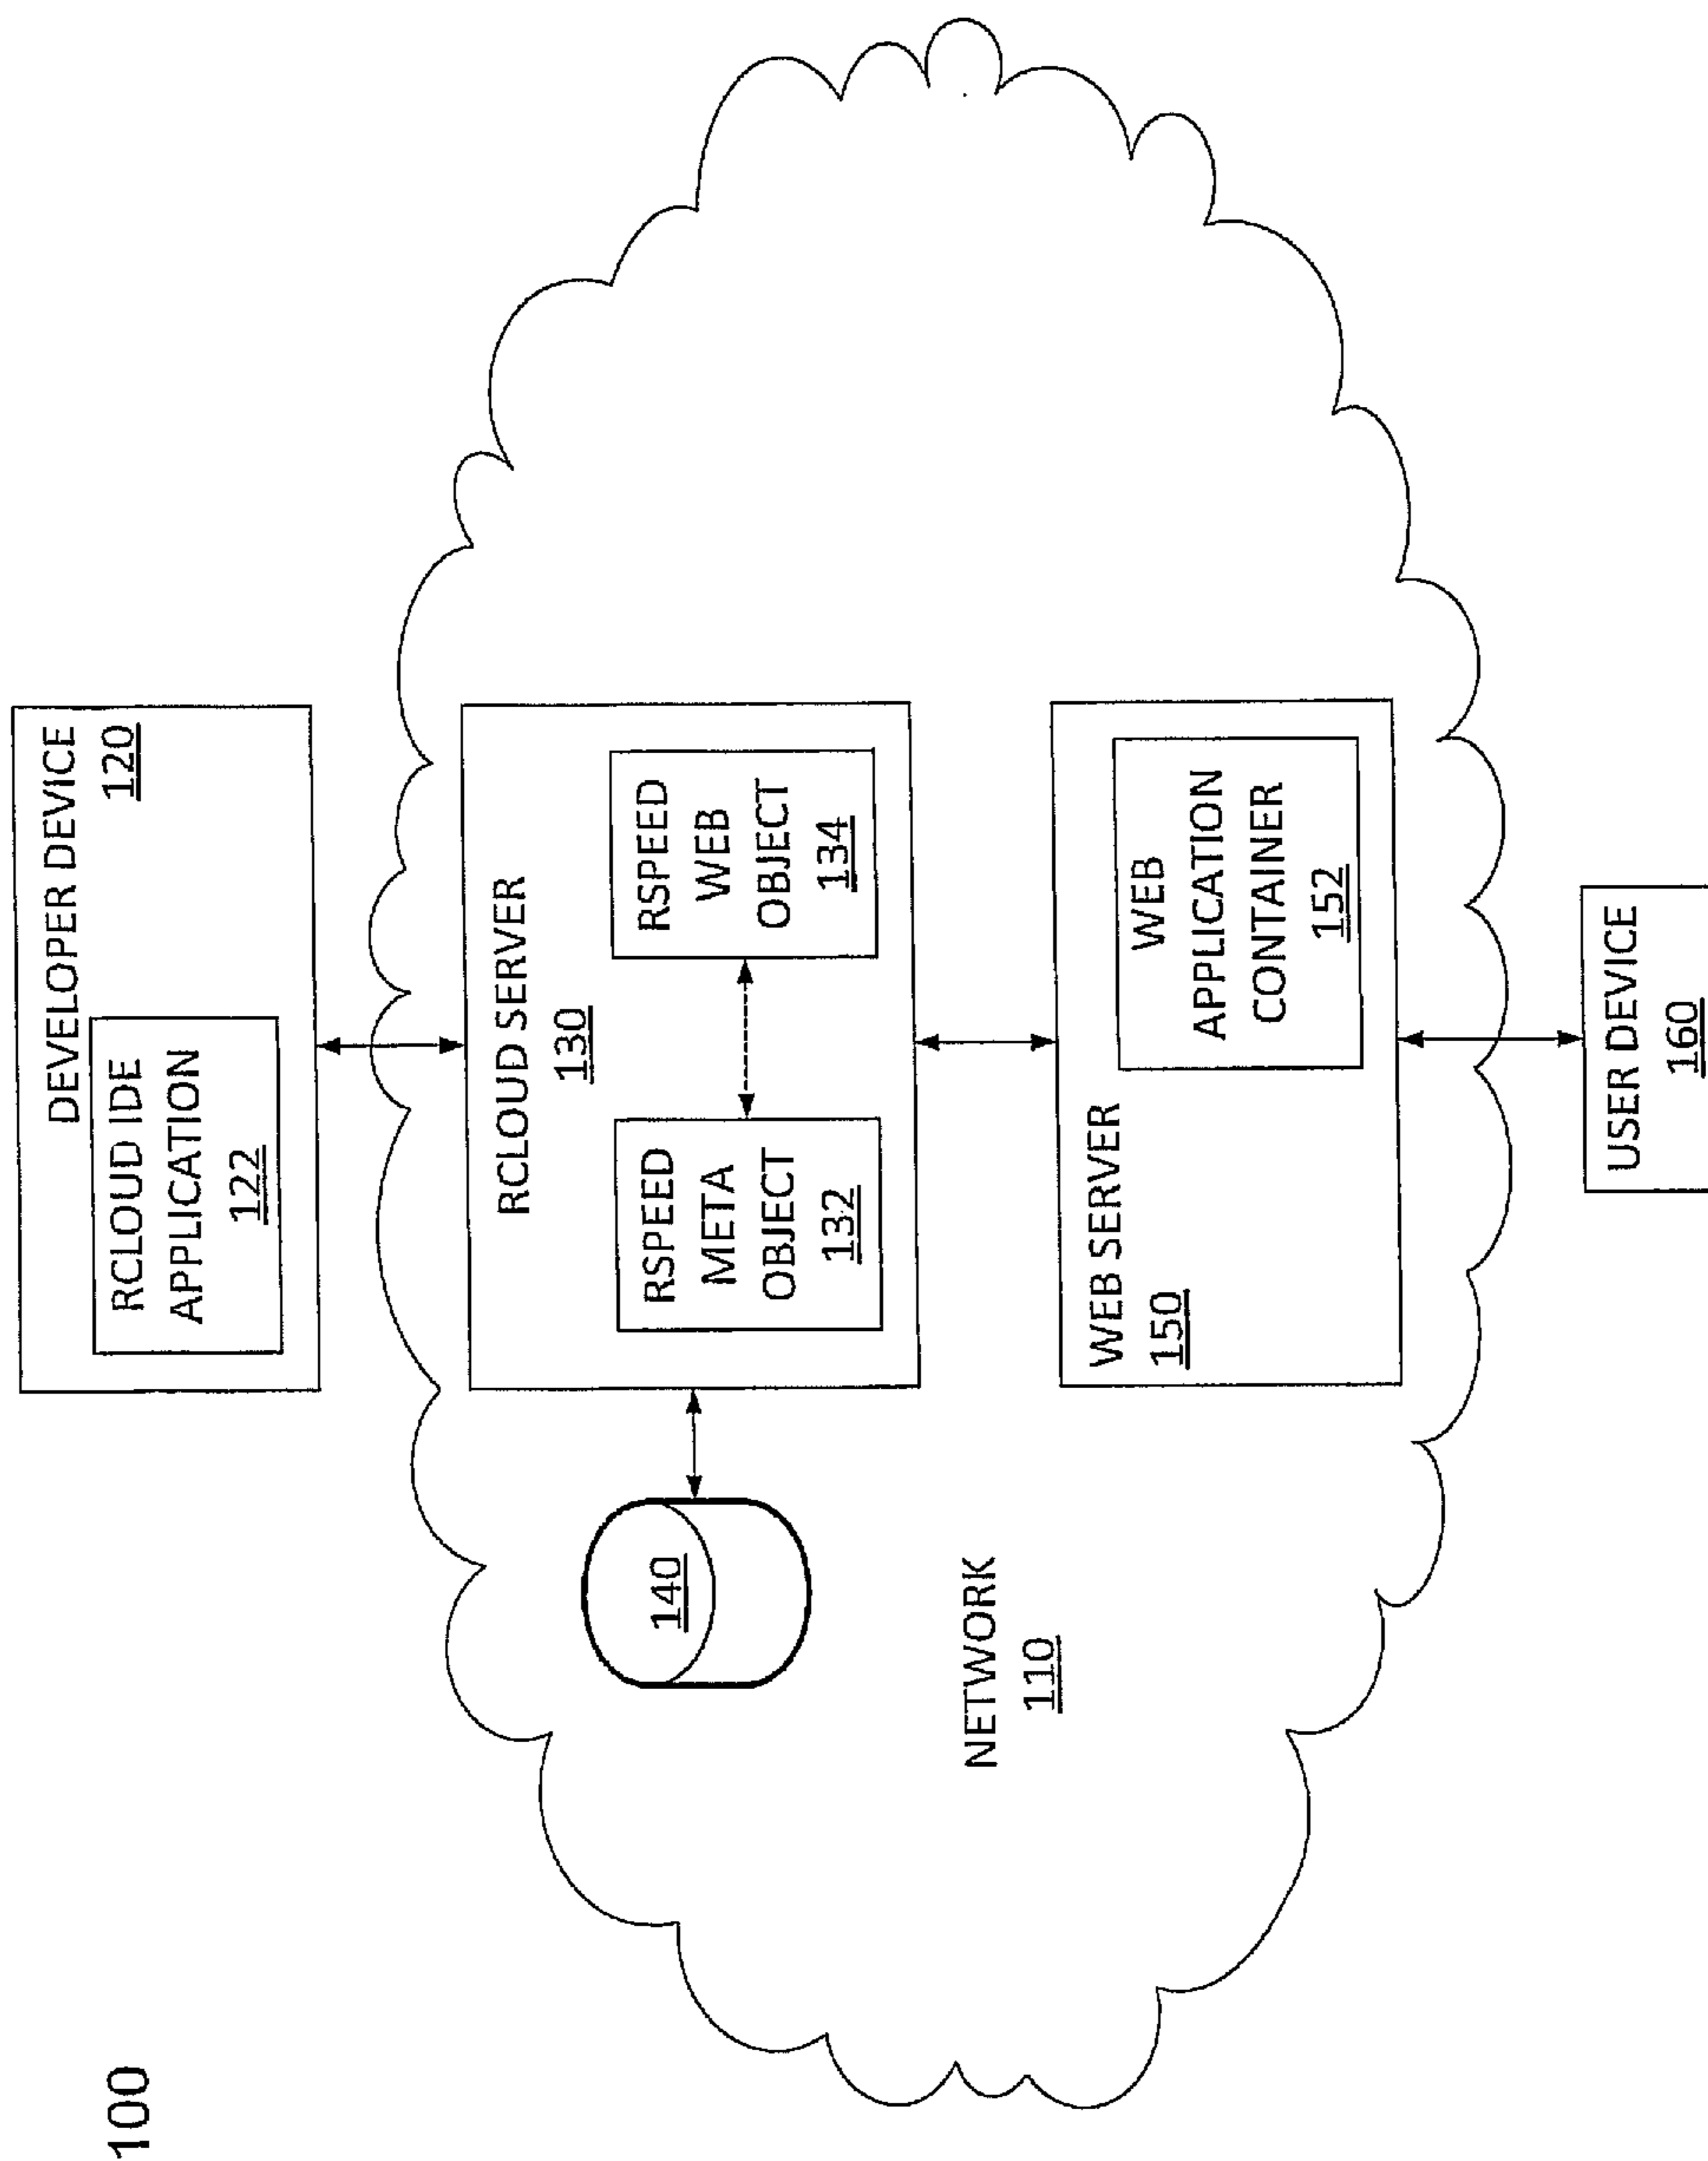 100
DEVELOPER DEVICE
120
RCLOUD IDE
APPLICATION
122
RCLOUD SERVER
130
RSPEED
META
OBJECT
132
RSPEED
WEB
OBJECT
134
140
NETWORK
110
WEB SERVER
150
WEB
APPLICATION
CONTAINER
152
USER DEVICE
160